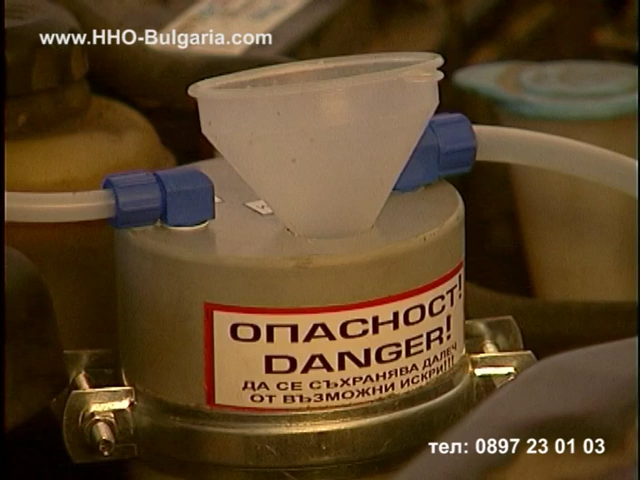 www.HHO-Bulgaria.com
ОПАСНОСТ!
DANGER!
ДА СЕ СЪХРАНЯВА ДАЛЕЧ
ОТ ВЪЗМОЖНИ ИСКРИ!!!
тел: 0897 23 01 03